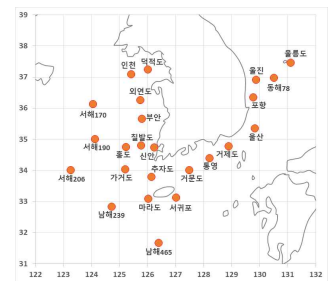 39
38
37
36
35
34
33
32
31
122 123 124 125 126 127 128 129 130 131 132
울릉도
인천 덕적도
울진
동해78
외연도
포항
서해170
부안
울산
서해190
칠발도
홍도 신안
거제도
통영
서해206
가거도 추자도
거문도
남해239
마라도 서귀포
남해465